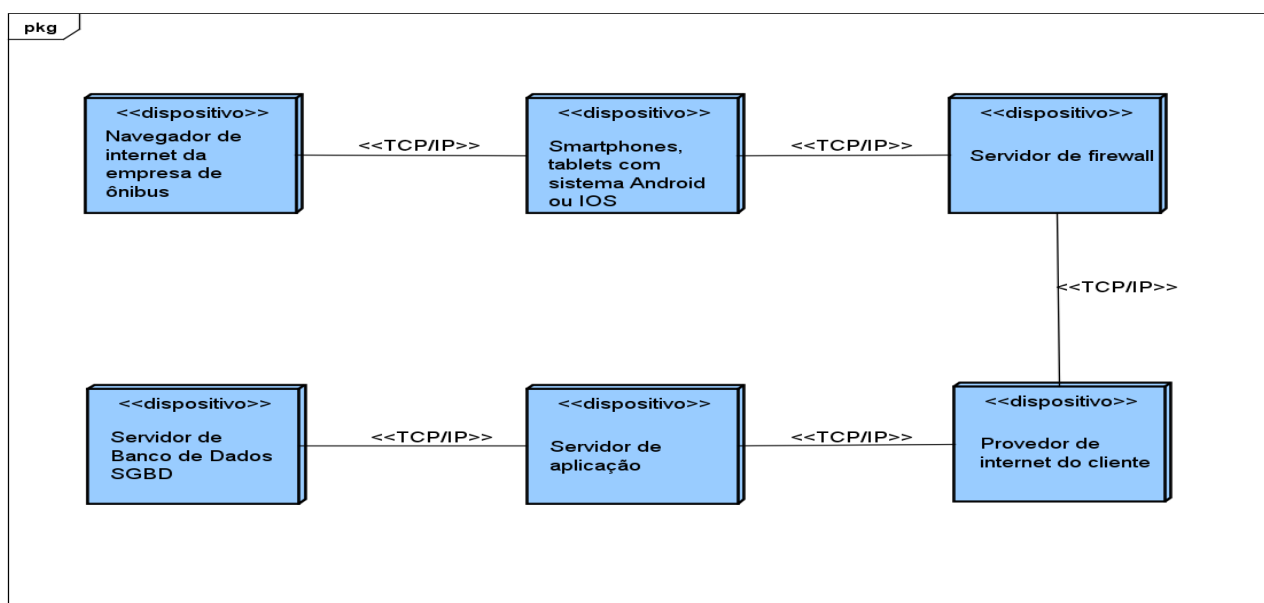 pkg
<<dispositivo>>
Navegador de
internet da
empresa de
ônibus
<<TCP/IP>>
<<dispositivo>>
Smartphones,
tablets com
sistema Android
ou IOS
<<TCP/IP>>
<<dispositivo>>
Servidor de firewall
<<TCP/IP>>
<<dispositivo>>
Servidor de
Banco de Dados
SGBD
<<TCP/IP>>
<<dispositivo>>
Servidor de
aplicação
<<TCP/IP>>
<<dispositivo>>
Provedor de
internet do cliente